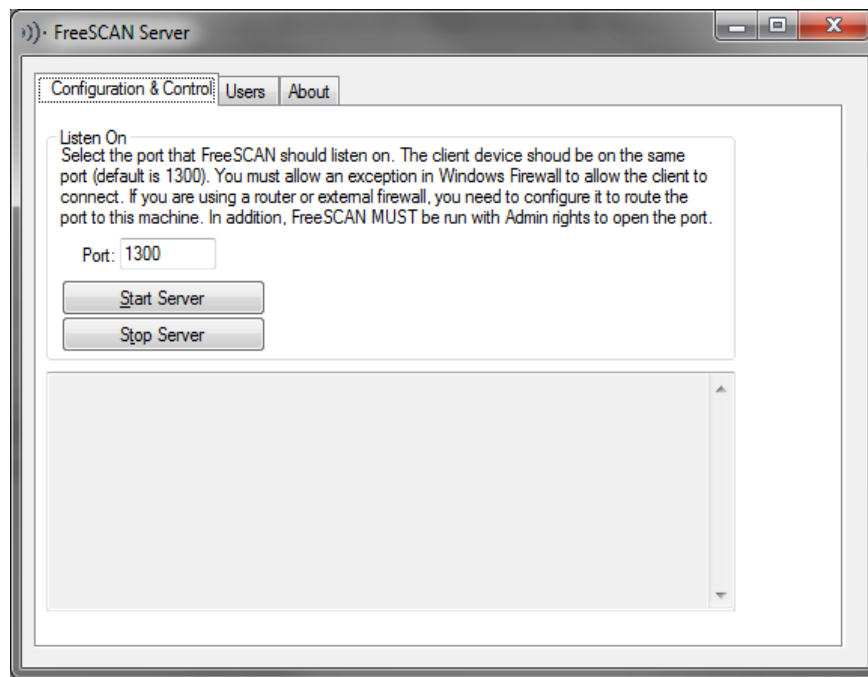 FreeSCAN Server
Configuration & Control Users About
Listen On
Select the port that FreeSCAN should listen on. The client device shoud be on the same
port (default is 1300). You must allow an exception in Windows Firewall to allow the client to
connect. If you are using a router or external firewall, you need to configure it to route the
port to this machine. In addition, FreeSCAN MUST be run with Admin rights to open the port.
Port: 1300
Start Server
Stop Server